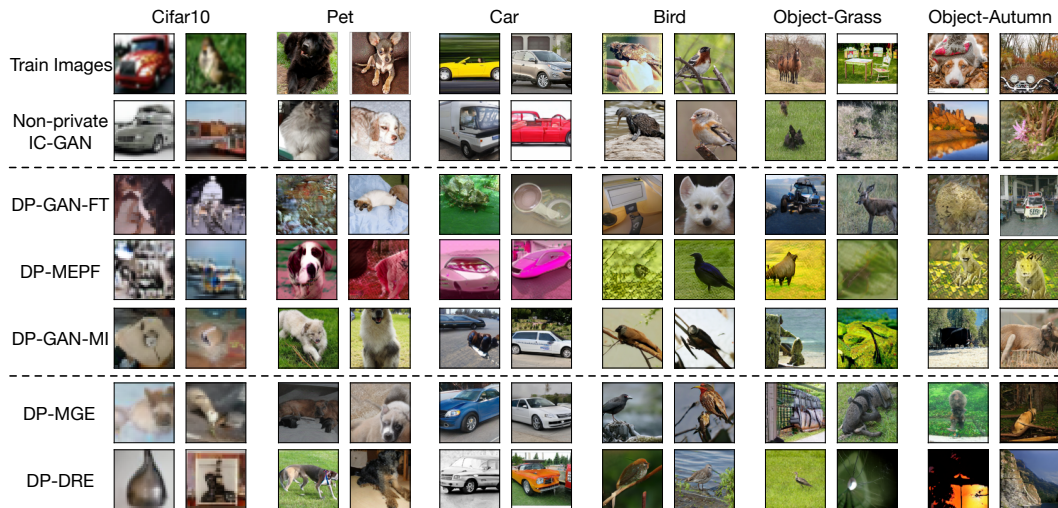 Cifar10 Pet Car Bird Object-Grass Object-Autumn
Train Images
Non-private
IC-GAN
DP-GAN-FT
DP-MEPF
DP-GAN-MI
DP-MGE
DP-DRE